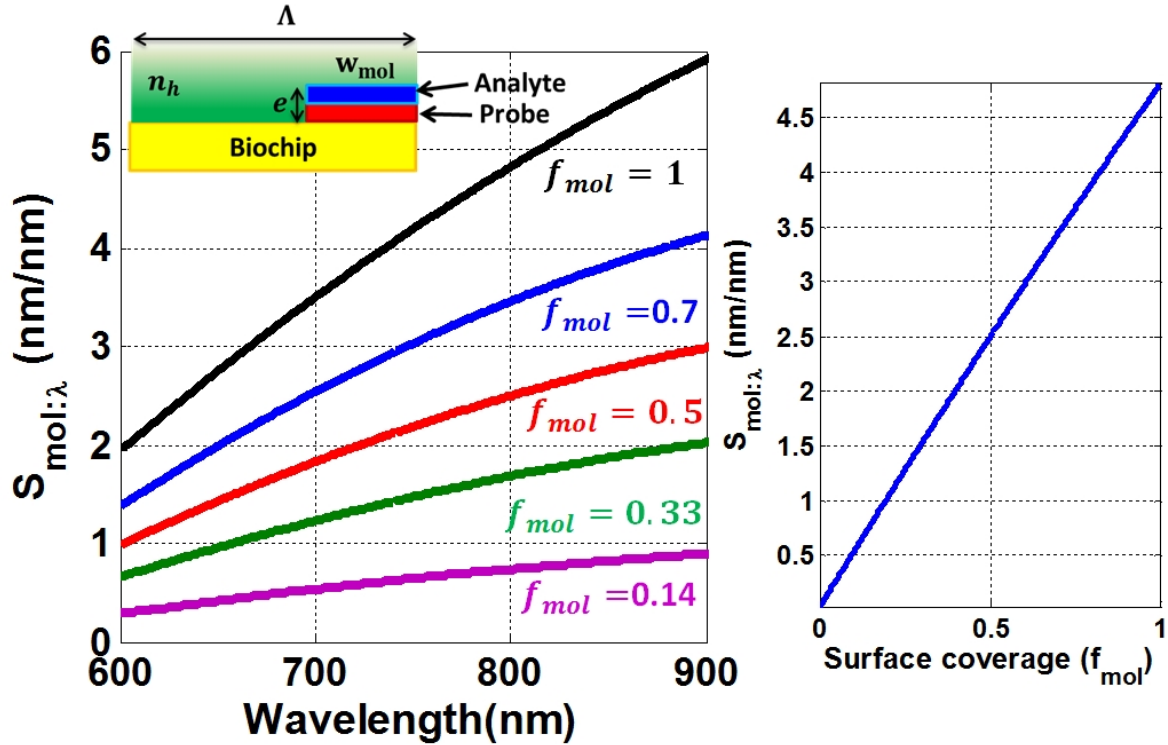 Λ
n_h
w_mol
e
Analyte
Probe
Biochip
S_mol:λ (nm/nm)
6
5
4
3
2
1
0
f_mol = 1
f_mol =0.7
f_mol = 0.5
f_mol = 0.33
f_mol =0.14
600
700
800
900
Wavelength(nm)
S_mol:λ (nm/nm)
4.5
4
3.5
3
2.5
2
1.5
1
0.5
0
0.5
1
Surface coverage (f_mol)